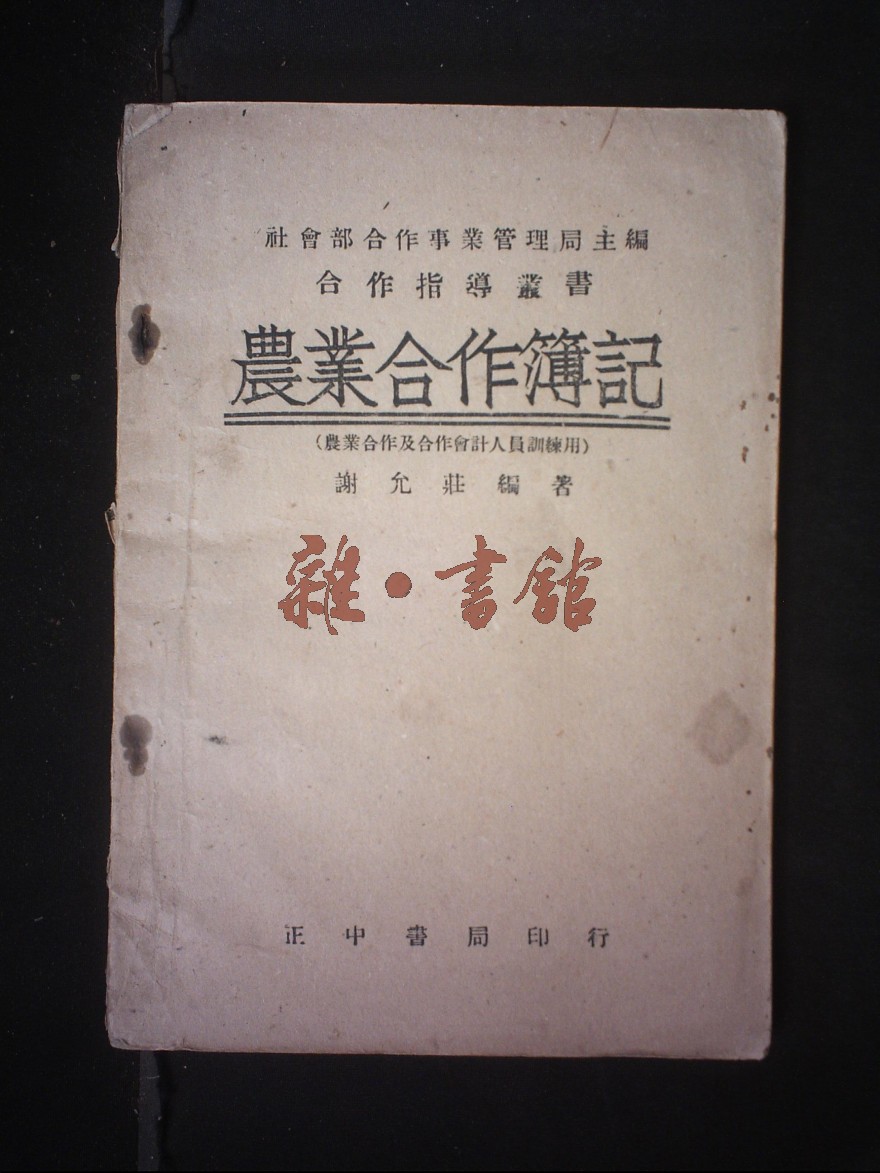 社會部合作事業管理局主編
合作指導叢書
農業合作簿記
（農業合作及合作會計人員訓練用）
謝允莊編著
雜·書館
正中書局印行